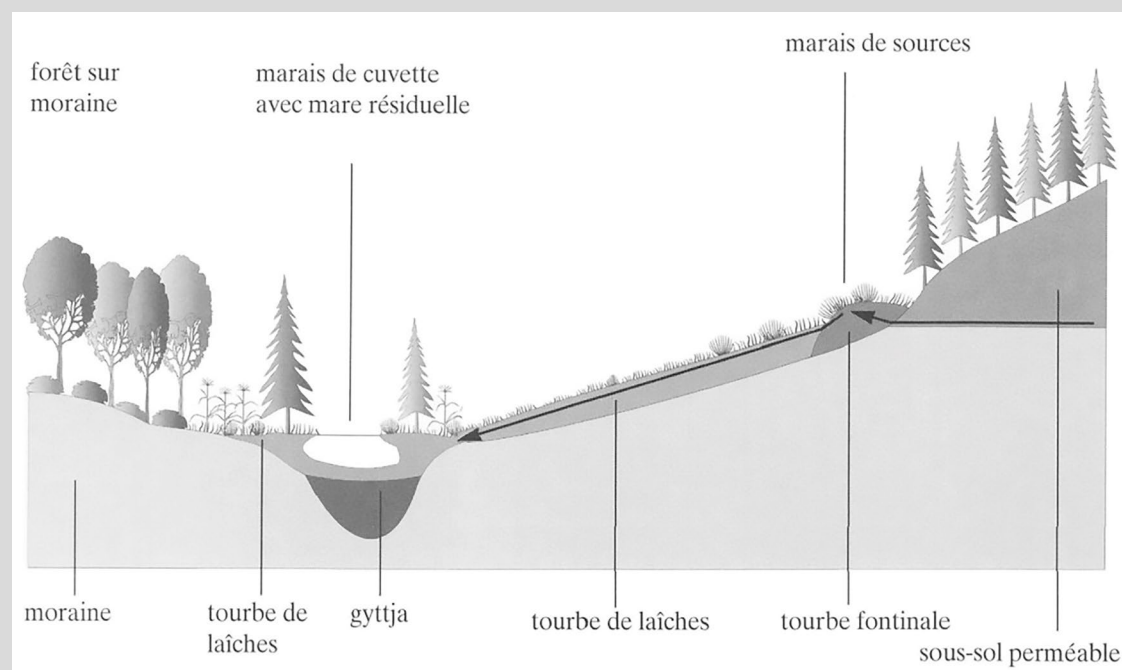 marais de sources
forêt sur
moraine
marais de cuvette
avec mare résiduelle
moraine
tourbe de
laîches
gyttja
tourbe de laîches
tourbe fontinale
sous-sol perméable